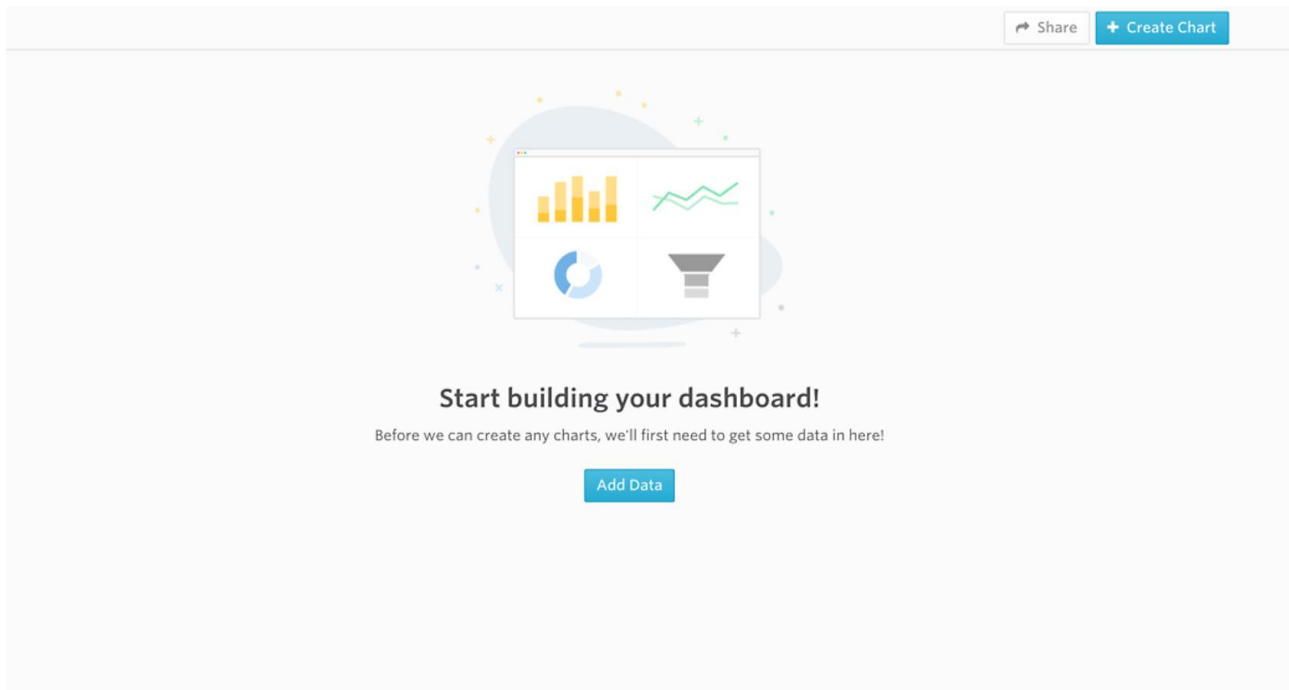 Share
Create Chart
Start building your dashboard!
Before we can create any charts, we'll first need to get some data in here!
Add Data